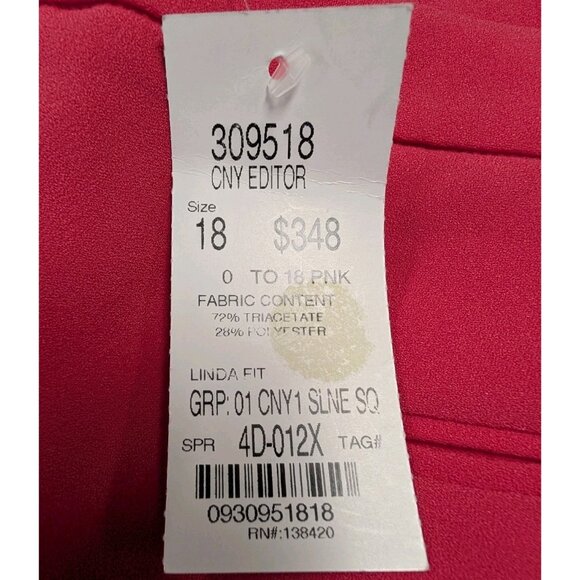 309518
CNY EDITOR
Size
18 $348
0 TO 18 PNK
FABRIC CONTENT
72% TRIACETATE
28% POLYESTER
LINDA FIT
GRP: 01 CNY1 SLNE SQ
SPR 4D-012X TAG#
0930951818
RN#:138420